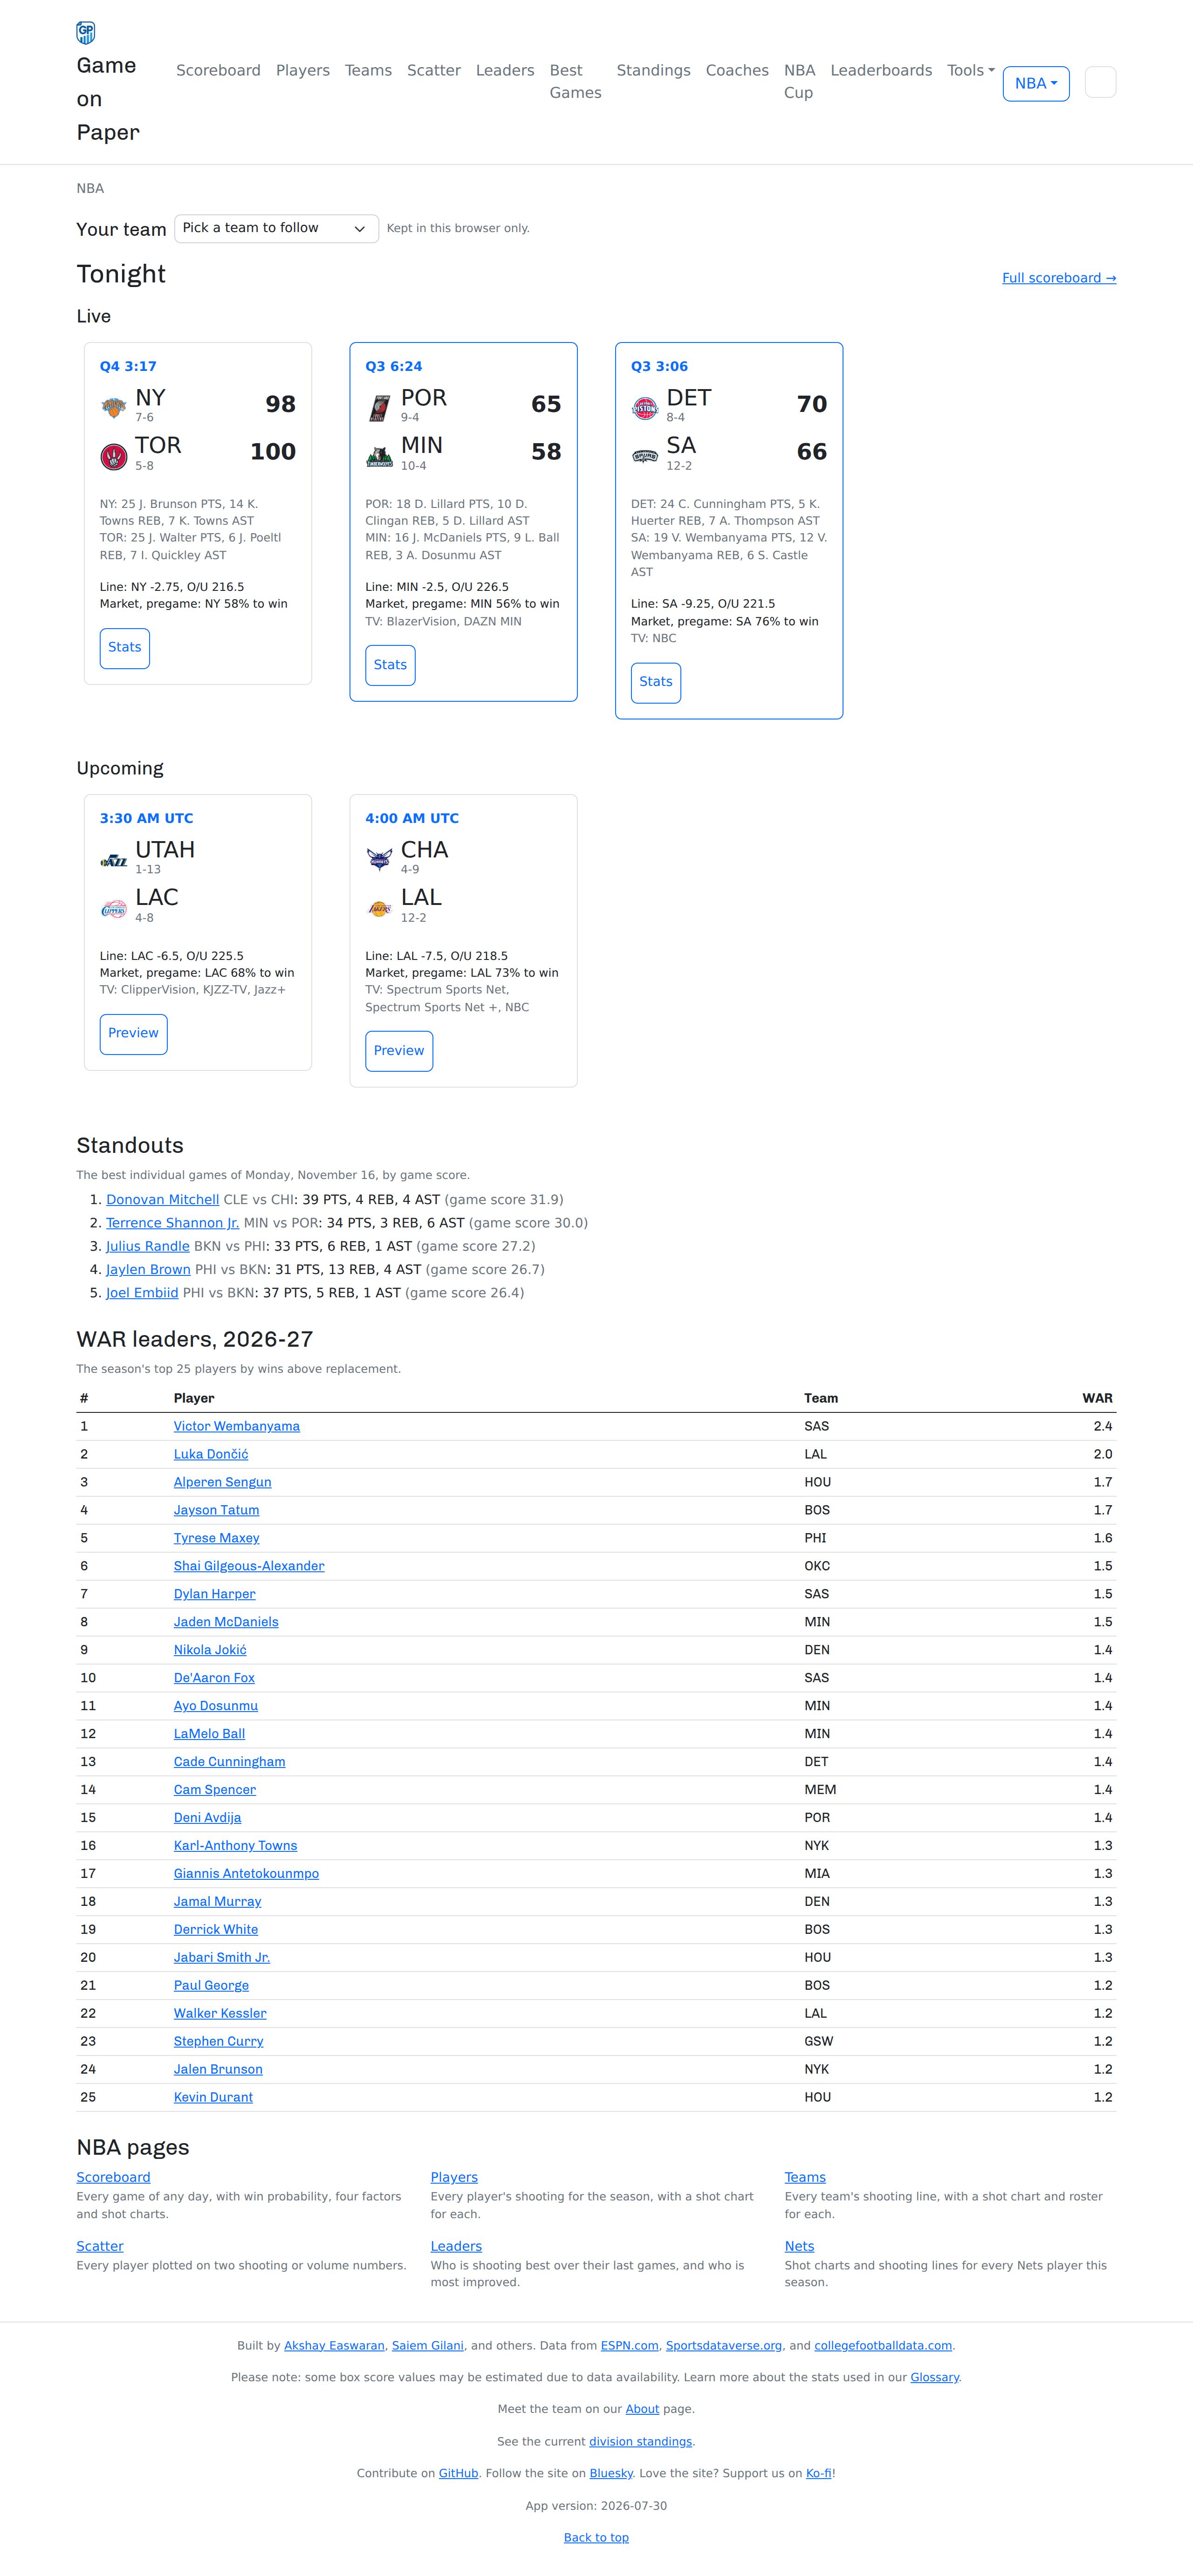 GP
Game
on
Paper
Scoreboard Players Teams Scatter Leaders Best Games Standings Coaches NBA Cup Leaderboards Tools NBA
NBA
Your team Pick a team to follow Kept in this browser only.
Tonight Full scoreboard →
Live
Q4 3:17
NY 98
7-6
TOR 100
5-8
NY: 25 J. Brunson PTS, 14 K.
Towns REB, 7 K. Towns AST
TOR: 25 J. Walter PTS, 6 J. Poeltl
REB, 7 I. Quickley AST
Line: NY -2.75, O/U 216.5
Market, pregame: NY 58% to win
Stats
Q3 6:24
POR 65
9-4
MIN 58
10-4
POR: 18 D. Lillard PTS, 10 D.
Clingan REB, 5 D. Lillard AST
MIN: 16 J. McDaniels PTS, 9 L. Ball
REB, 3 A. Dosunmu AST
Line: MIN -2.5, O/U 226.5
Market, pregame: MIN 56% to win
TV: BlazerVision, DAZN MIN
Stats
Q3 3:06
DET 70
8-4
SA 66
12-2
DET: 24 C. Cunningham PTS, 5 K.
Huerter REB, 7 A. Thompson AST
SA: 19 V. Wembanyama PTS, 12 V.
Wembanyama REB, 6 S. Castle
AST
Line: SA -9.25, O/U 221.5
Market, pregame: SA 76% to win
TV: NBC
Stats
Upcoming
3:30 AM UTC
UTAH
1-13
LAC
4-8
Line: LAC -6.5, O/U 225.5
Market, pregame: LAC 68% to win
TV: ClipperVision, KJZZ-TV, Jazz+
Preview
4:00 AM UTC
CHA
4-9
LAL
12-2
Line: LAL -7.5, O/U 218.5
Market, pregame: LAL 73% to win
TV: Spectrum Sports Net,
Spectrum Sports Net +, NBC
Preview
Standouts
The best individual games of Monday, November 16, by game score.
1. Donovan Mitchell CLE vs CHI: 39 PTS, 4 REB, 4 AST (game score 31.9)
2. Terrence Shannon Jr. MIN vs POR: 34 PTS, 3 REB, 6 AST (game score 30.0)
3. Julius Randle BKN vs PHI: 33 PTS, 6 REB, 1 AST (game score 27.2)
4. Jaylen Brown PHI vs BKN: 31 PTS, 13 REB, 4 AST (game score 26.7)
5. Joel Embiid PHI vs BKN: 37 PTS, 5 REB, 1 AST (game score 26.4)
WAR leaders, 2026-27
The season's top 25 players by wins above replacement.
# Player Team WAR
1 Victor Wembanyama SAS 2.4
2 Luka Dončić LAL 2.0
3 Alperen Sengun HOU 1.7
4 Jayson Tatum BOS 1.7
5 Tyrese Maxey PHI 1.6
6 Shai Gilgeous-Alexander OKC 1.5
7 Dylan Harper SAS 1.5
8 Jaden McDaniels MIN 1.5
9 Nikola Jokić DEN 1.4
10 De'Aaron Fox SAS 1.4
11 Ayo Dosunmu MIN 1.4
12 LaMelo Ball MIN 1.4
13 Cade Cunningham DET 1.4
14 Cam Spencer MEM 1.4
15 Deni Avdija POR 1.4
16 Karl-Anthony Towns NYK 1.3
17 Giannis Antetokounmpo MIA 1.3
18 Jamal Murray DEN 1.3
19 Derrick White BOS 1.3
20 Jabari Smith Jr. HOU 1.3
21 Paul George BOS 1.2
22 Walker Kessler LAL 1.2
23 Stephen Curry GSW 1.2
24 Jalen Brunson NYK 1.2
25 Kevin Durant HOU 1.2
NBA pages
Scoreboard
Every game of any day, with win probability, four factors
and shot charts.
Players
Every player's shooting for the season, with a shot chart
for each.
Teams
Every team's shooting line, with a shot chart and roster
for each.
Scatter
Every player plotted on two shooting or volume numbers.
Leaders
Who is shooting best over their last games, and who is
most improved.
Nets
Shot charts and shooting lines for every Nets player this
season.
Built by Akshay Easwaran, Saiem Gilani, and others. Data from ESPN.com, Sportsdataverse.org, and collegefootballdata.com.
Please note: some box score values may be estimated due to data availability. Learn more about the stats used in our Glossary.
Meet the team on our About page.
See the current division standings.
Contribute on GitHub. Follow the site on Bluesky. Love the site? Support us on Ko-fi!
App version: 2026-07-30
Back to top